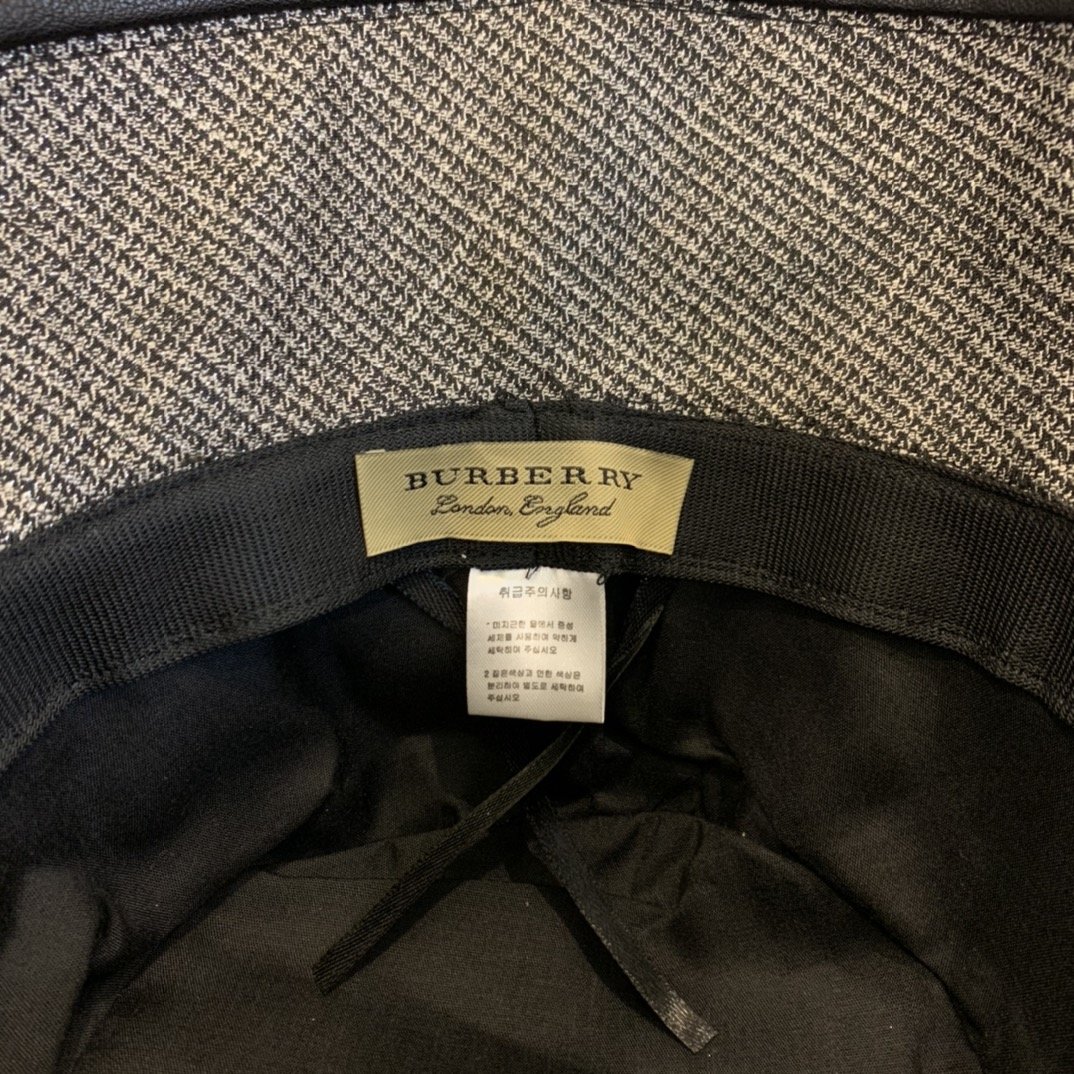 BURBERRY
London, England
취급주의사항
* 미지근한 물에서 중성
세제를 사용하여 약하게
세탁하여 주십시오
2 짙은색상과 연한 색상은
분리하여 별도로 세탁하여
주십시오